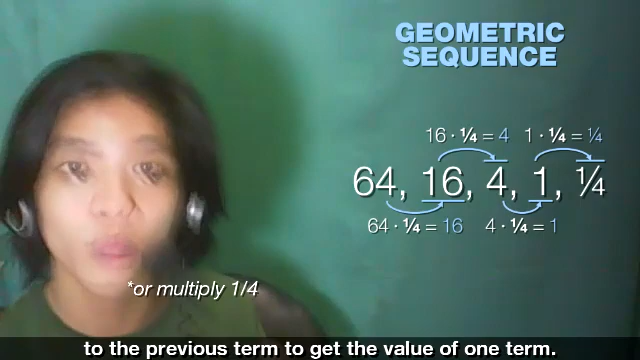 GEOMETRIC
SEQUENCE
16 · ¼ = 4 1 · ¼ = ¼
64, 16, 4, 1, ¼
64 · ¼ = 16 4 · ¼ = 1
*or multiply 1/4
to the previous term to get the value of one term.